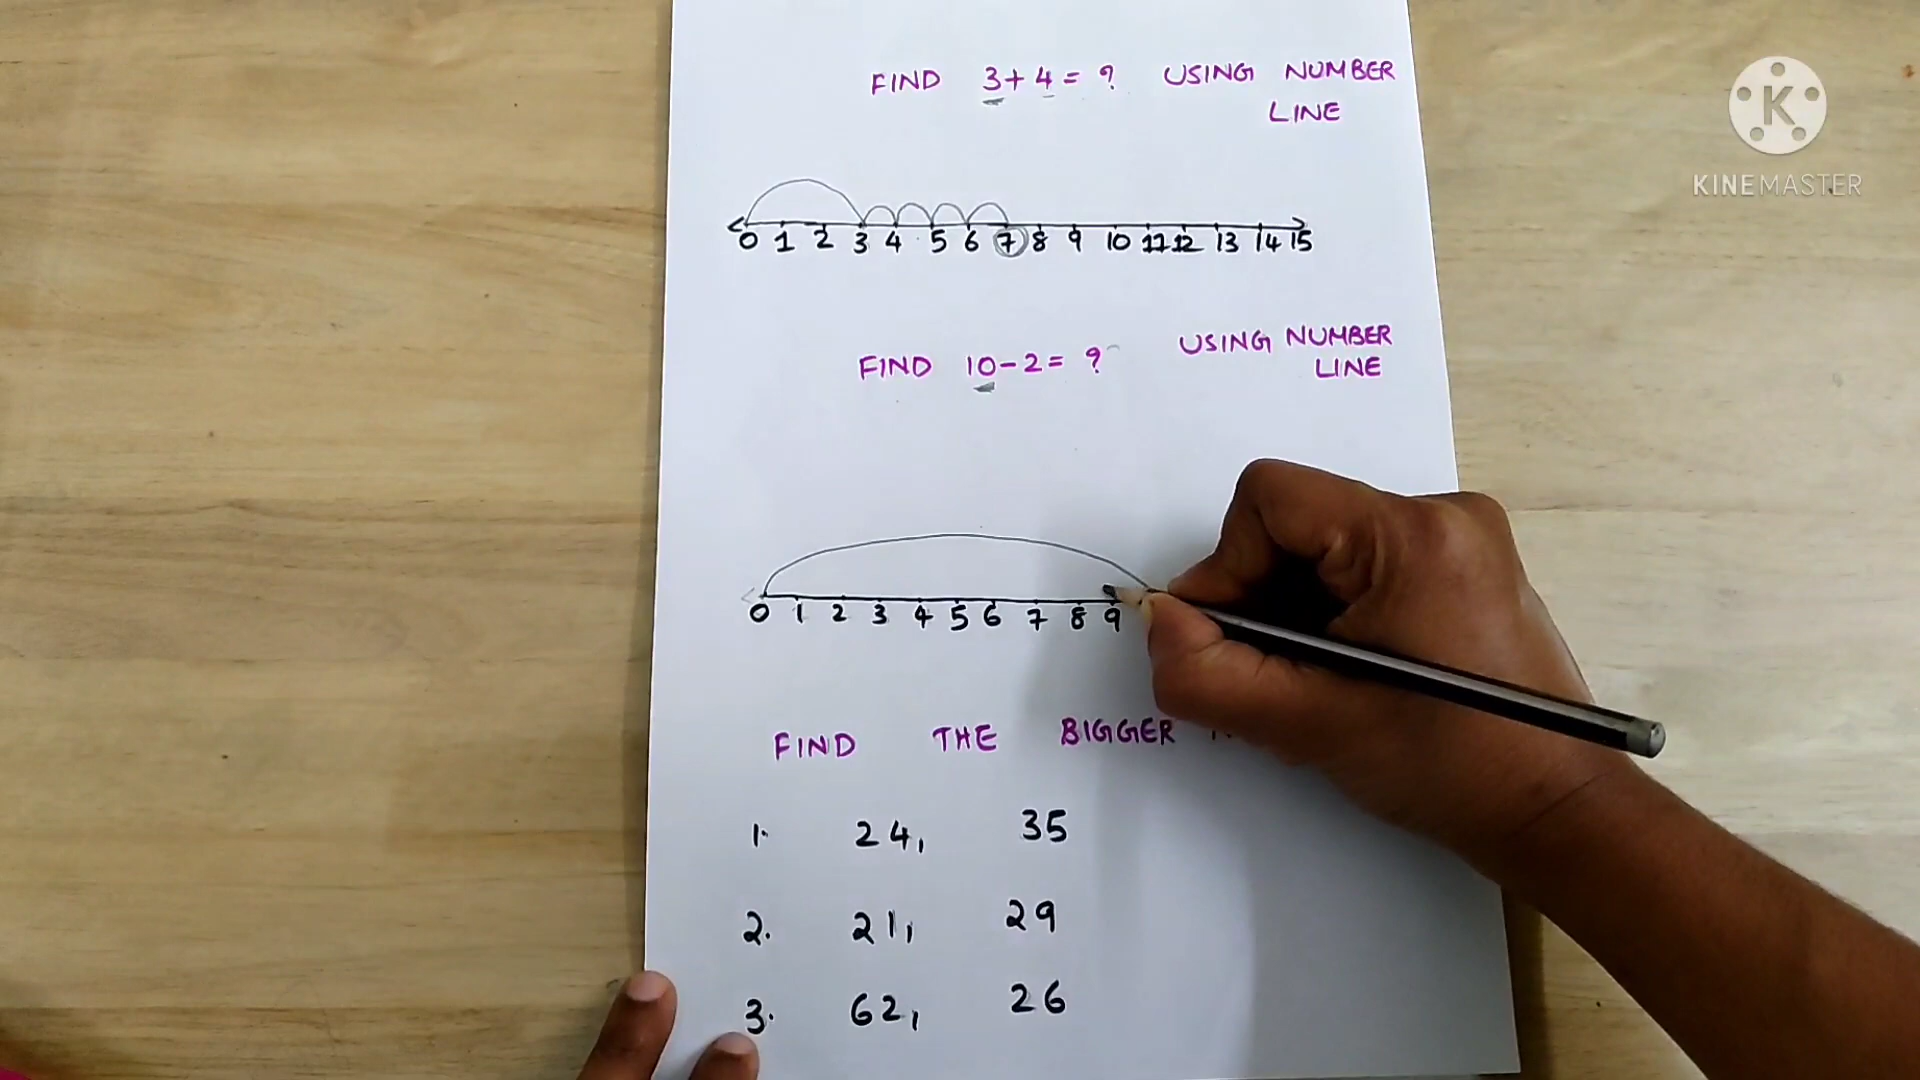 FIND 3 + 4 = ? USING NUMBER
LINE
KINEMASTER
0 1 2 3 4 5 6 7 8 9 10 11 12 13 14 15
FIND 10 - 2 = ? USING NUMBER
LINE
0 1 2 3 4 5 6 7 8 9
FIND THE BIGGER
1. 24, 35
2. 21, 29
3. 62, 26